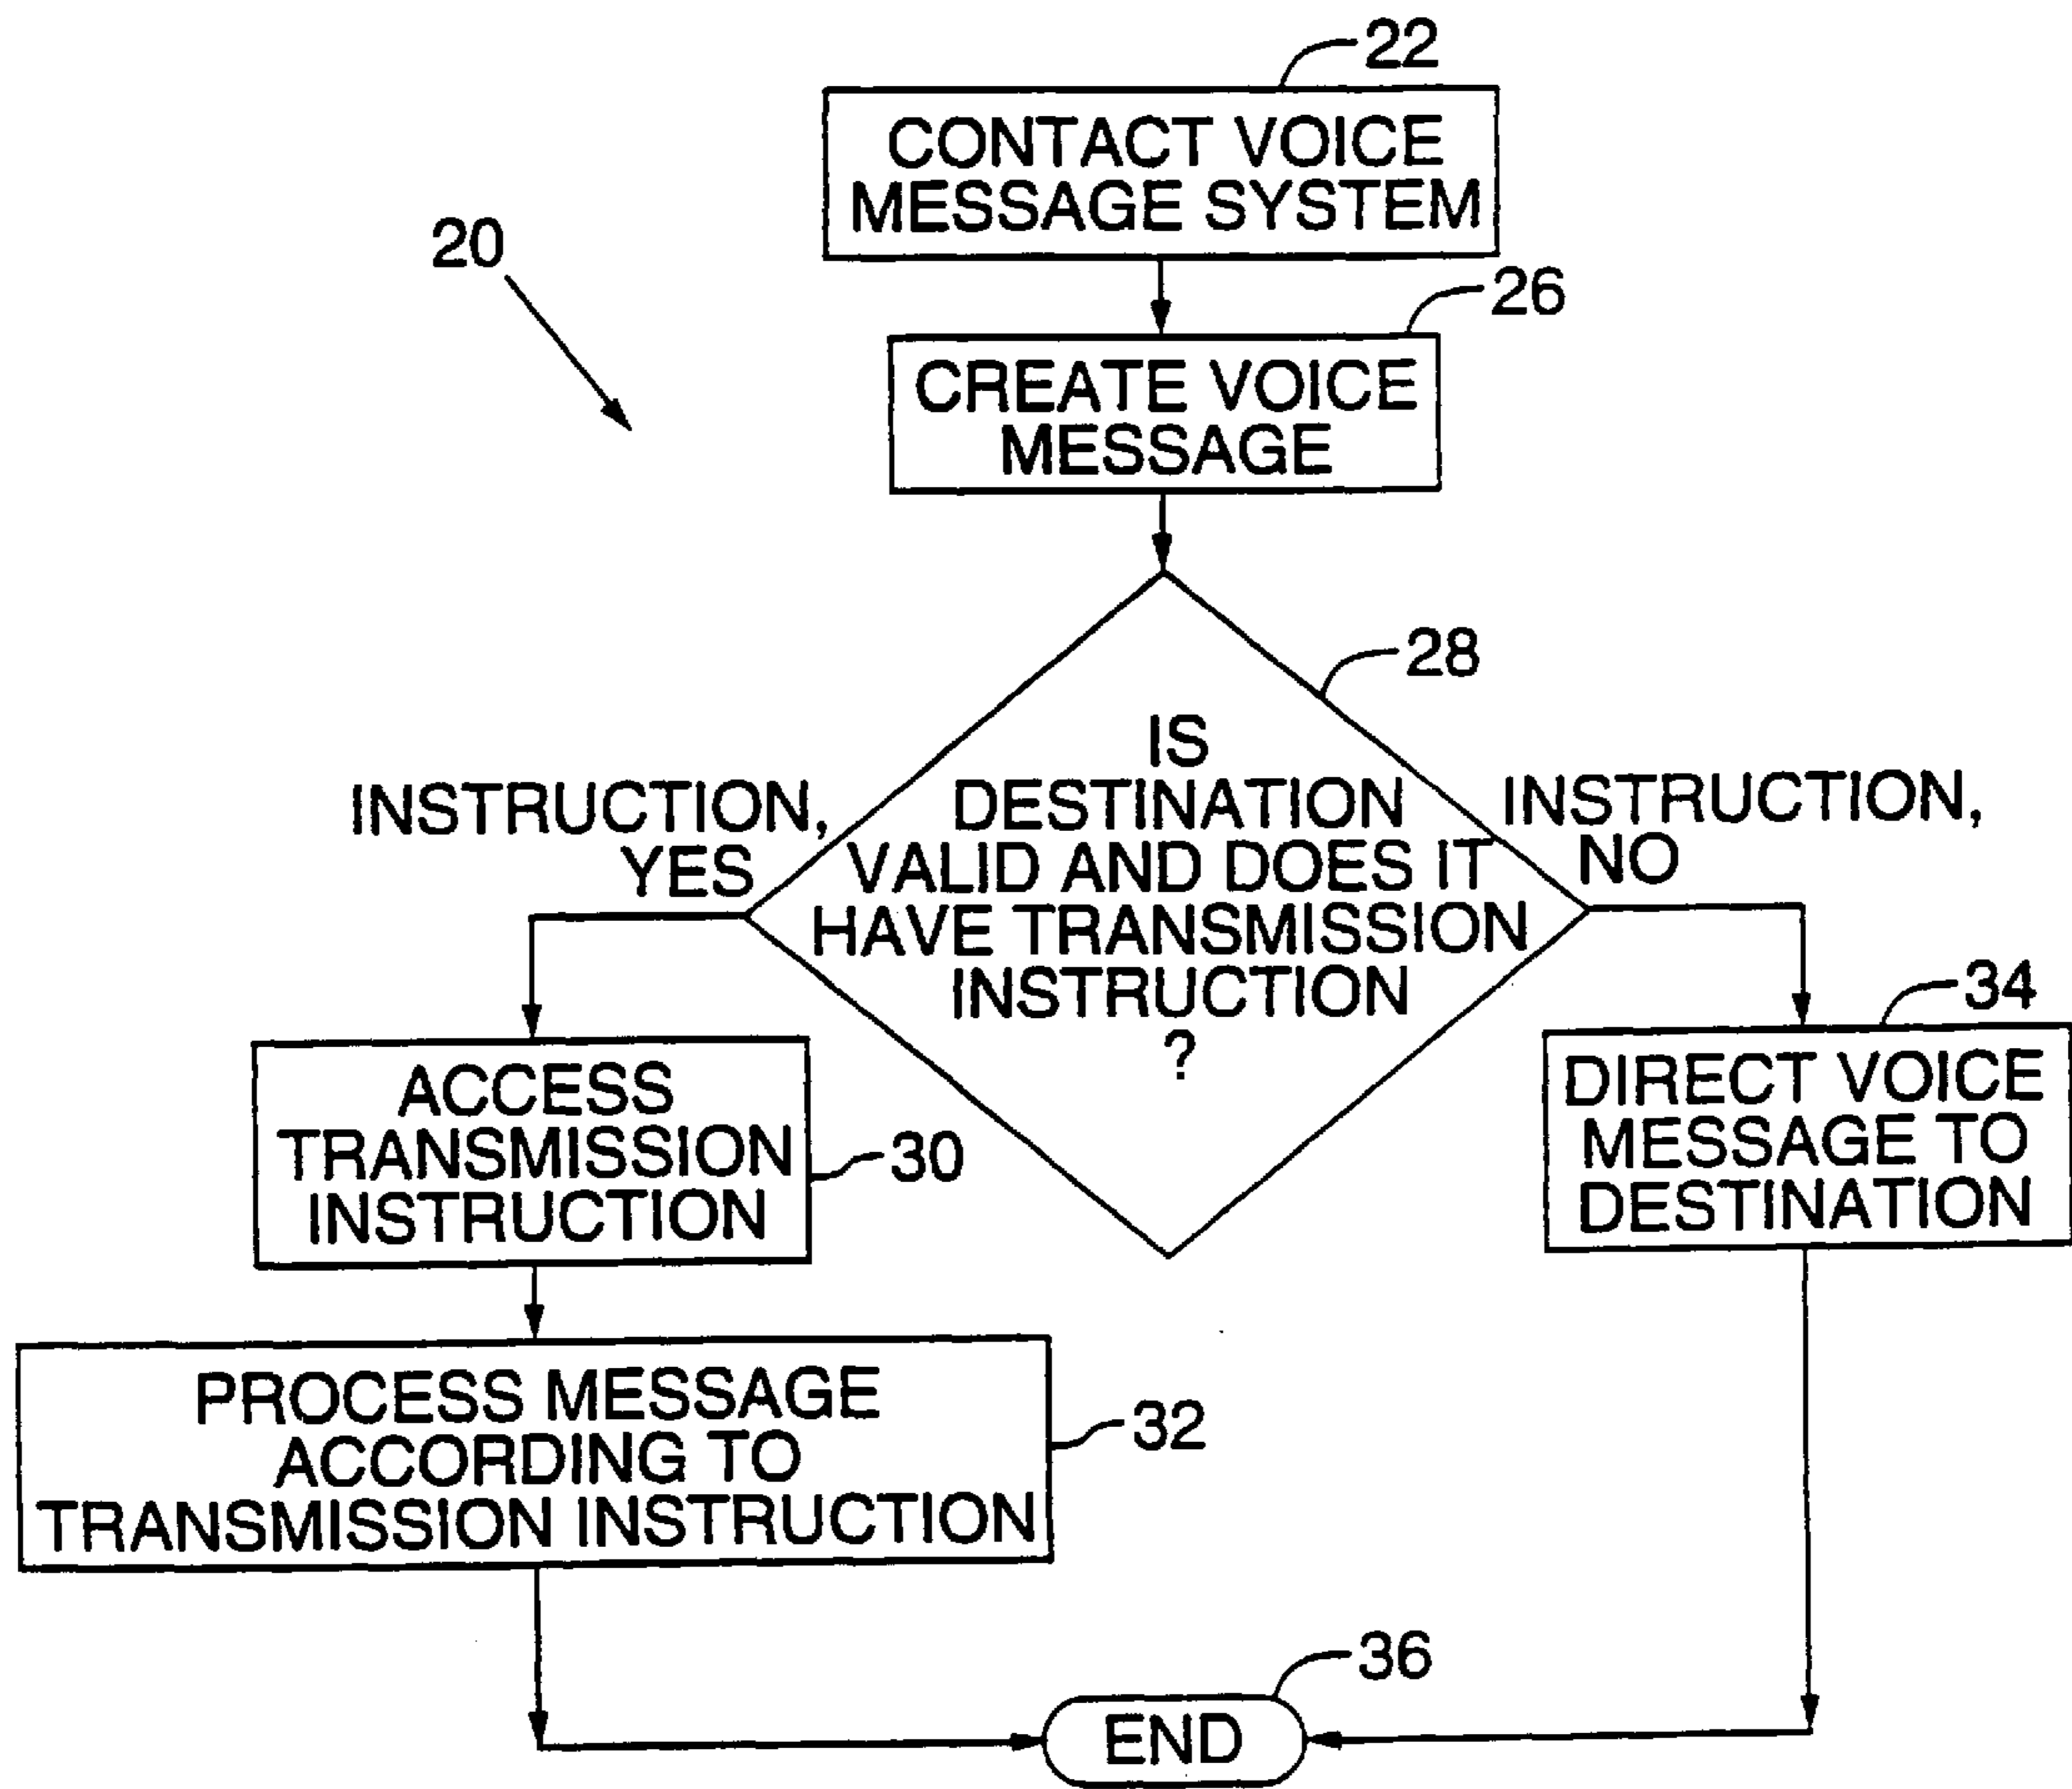 22
CONTACT VOICE
MESSAGE SYSTEM
20
26
CREATE VOICE
MESSAGE
28
IS
DESTINATION
VALID AND DOES IT
HAVE TRANSMISSION
INSTRUCTION
?
INSTRUCTION,
YES
INSTRUCTION,
NO
ACCESS
TRANSMISSION
INSTRUCTION
30
34
DIRECT VOICE
MESSAGE TO
DESTINATION
PROCESS MESSAGE
ACCORDING TO
TRANSMISSION INSTRUCTION
32
36
END